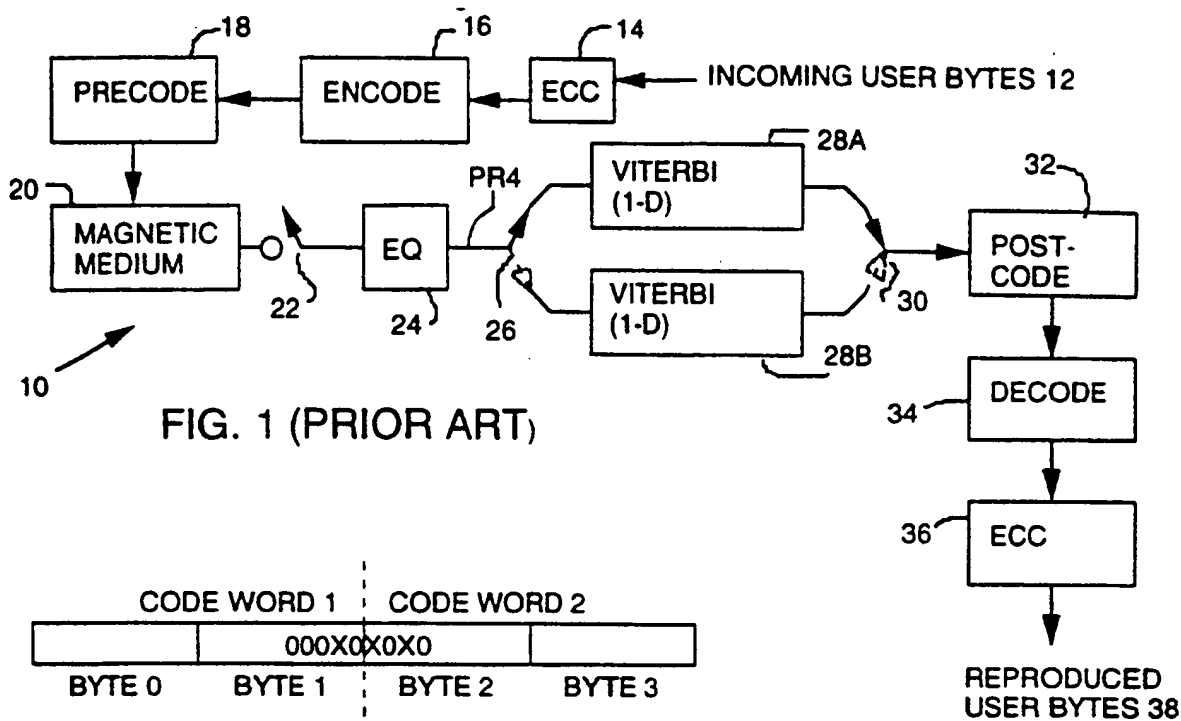 18
16
14
PRECODE
ENCODE
ECC
INCOMING USER BYTES 12
20
MAGNETIC
MEDIUM
22
EQ
24
PR4
26
28A
VITERBI
(1-D)
VITERBI
(1-D)
28B
30
32
POST-
CODE
10
FIG. 1 (PRIOR ART)
34
DECODE
36
ECC
REPRODUCED
USER BYTES 38
CODE WORD 1
CODE WORD 2
000X0X0X0
BYTE 0
BYTE 1
BYTE 2
BYTE 3